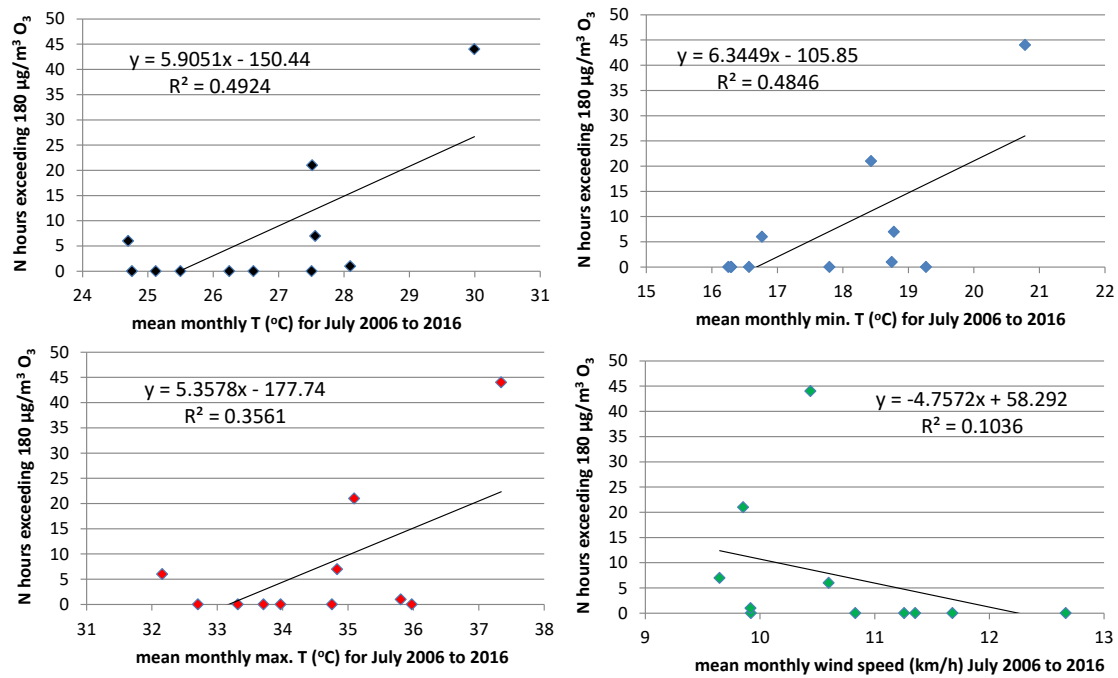 N hours exceeding 180 µg/m³ O₃
50
45
40
35
30
25
20
15
10
5
0
y = 5.9051x - 150.44
R² = 0.4924
24 25 26 27 28 29 30 31
mean monthly T (ºC) for July 2006 to 2016
N hours exceeding 180 µg/m³ O₃
50
45
40
35
30
25
20
15
10
5
0
y = 6.3449x - 105.85
R² = 0.4846
15 16 17 18 19 20 21 22
mean monthly min. T (ºC) for July 2006 to 2016
N hours exceeding 180 µg/m³ O₃
50
45
40
35
30
25
20
15
10
5
0
y = 5.3578x - 177.74
R² = 0.3561
31 32 33 34 35 36 37 38
mean monthly max. T (ºC) for July 2006 to 2016
N hours exceeding 180 µg/m³ O₃
50
45
40
35
30
25
20
15
10
5
0
y = -4.7572x + 58.292
R² = 0.1036
9 10 11 12 13
mean monthly wind speed (km/h) July 2006 to 2016